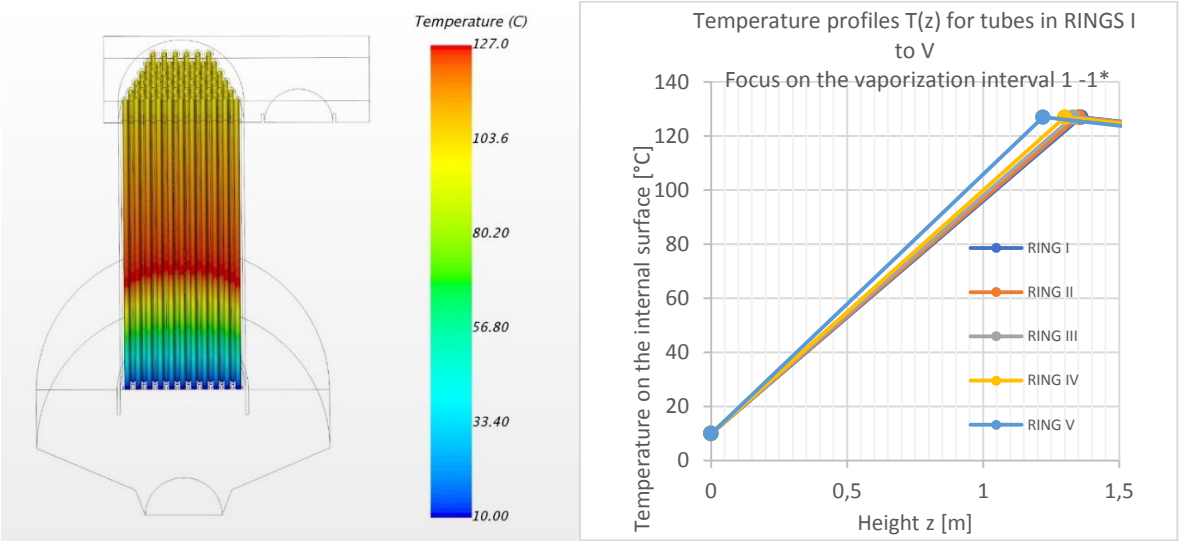 Temperature (C)
127.0
103.6
80.20
56.80
33.40
10.00
Temperature profiles T(z) for tubes in RINGS I
to V
Focus on the vaporization interval 1 -1*
Temperature on the internal surface [°C]
140
120
100
80
60
40
20
0
0
0,5
1
1,5
Height z [m]
RING I
RING II
RING III
RING IV
RING V